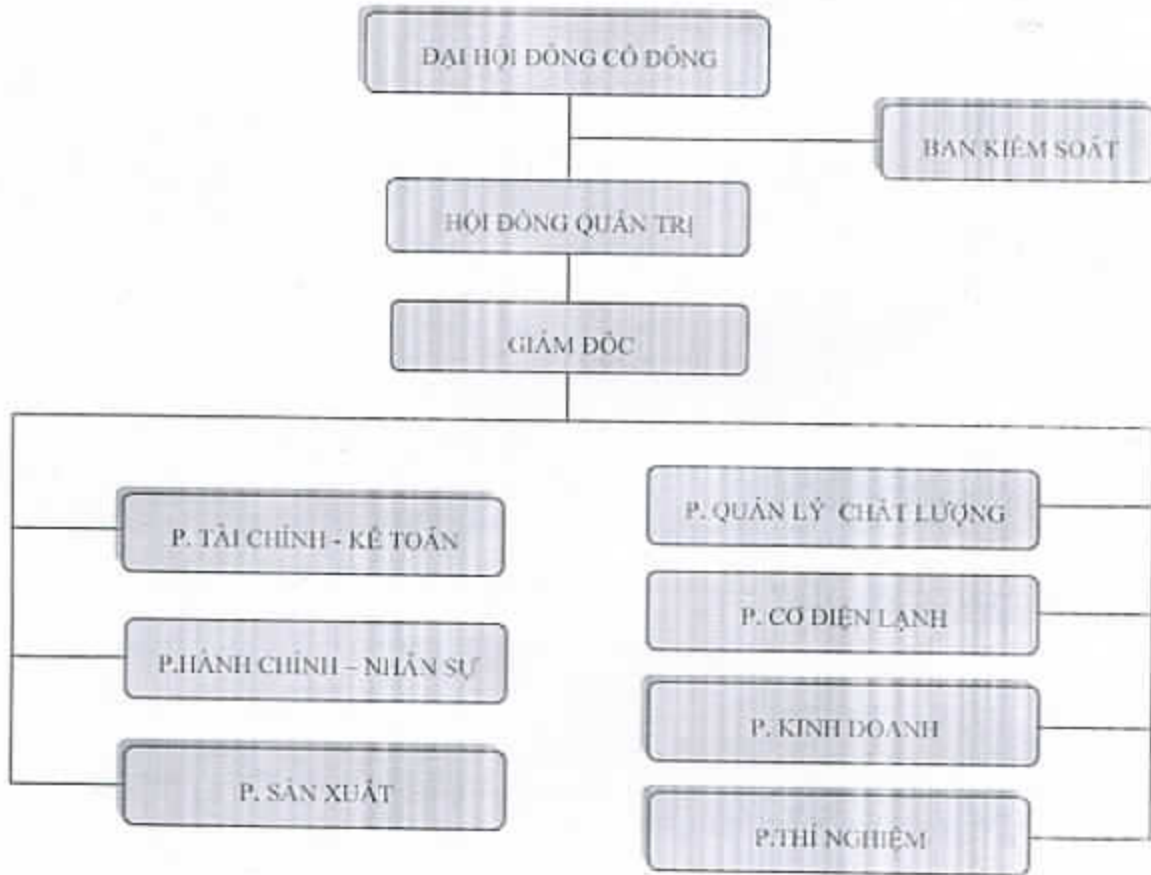 ĐẠI HỘI ĐỒNG CỔ ĐÔNG
BAN KIỂM SOÁT
HỘI ĐỒNG QUẢN TRỊ
GIÁM ĐỐC
P. TÀI CHÍNH - KẾ TOÁN
P. QUẢN LÝ CHẤT LƯỢNG
P. CƠ ĐIỆN LẠNH
P.HÀNH CHÍNH – NHÂN SỰ
P. KINH DOANH
P. SẢN XUẤT
P.THÍ NGHIỆM